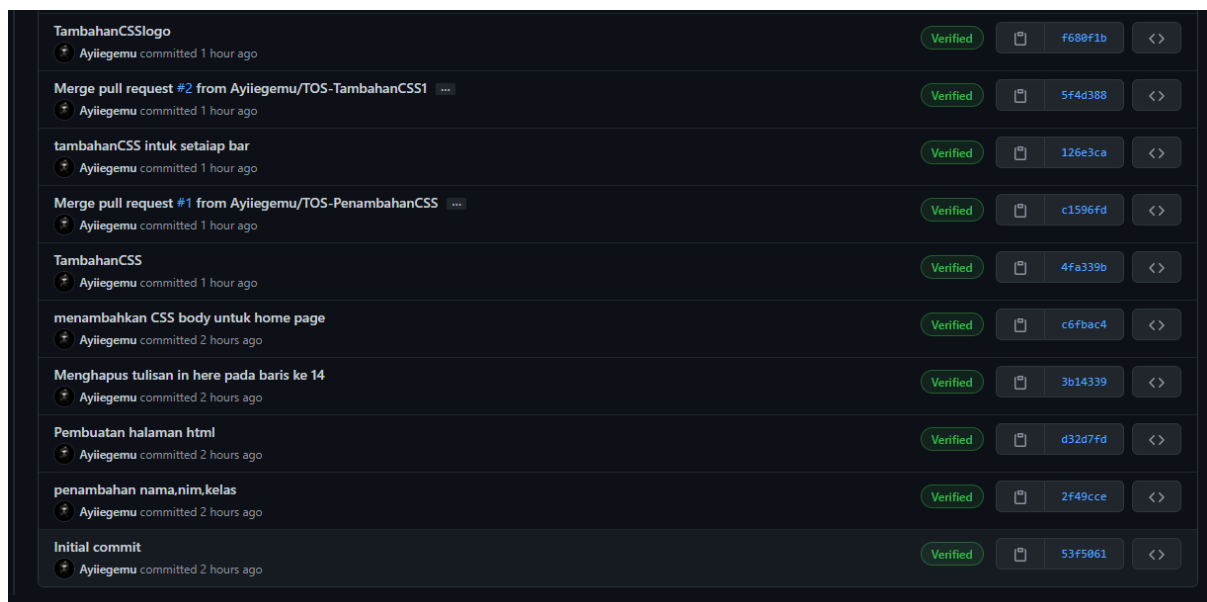 TambahanCSSlogo
Ayiiegemu committed 1 hour ago
Verified
f680f1b
Merge pull request #2 from Ayiiegemu/TOS-TambahanCSS1 ...
Ayiiegemu committed 1 hour ago
Verified
5f4d388
tambahanCSS intuk setaiap bar
Ayiiegemu committed 1 hour ago
Verified
126e3ca
Merge pull request #1 from Ayiiegemu/TOS-PenambahanCSS ...
Ayiiegemu committed 1 hour ago
Verified
c1596fd
TambahanCSS
Ayiiegemu committed 1 hour ago
Verified
4fa339b
menambahkan CSS body untuk home page
Ayiiegemu committed 2 hours ago
Verified
c6fbac4
Menghapus tulisan in here pada baris ke 14
Ayiiegemu committed 2 hours ago
Verified
3b14339
Pembuatan halaman html
Ayiiegemu committed 2 hours ago
Verified
d32d7fd
penambahan nama,nim,kelas
Ayiiegemu committed 2 hours ago
Verified
2f49cce
Initial commit
Ayiiegemu committed 2 hours ago
Verified
53f5061